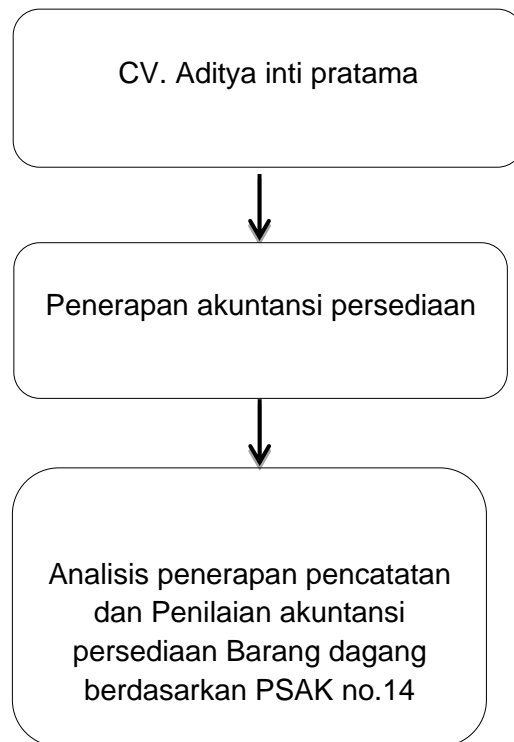 CV. Aditya inti pratama
Penerapan akuntansi persediaan
Analisis penerapan pencatatan
dan Penilaian akuntansi
persediaan Barang dagang
berdasarkan PSAK no.14